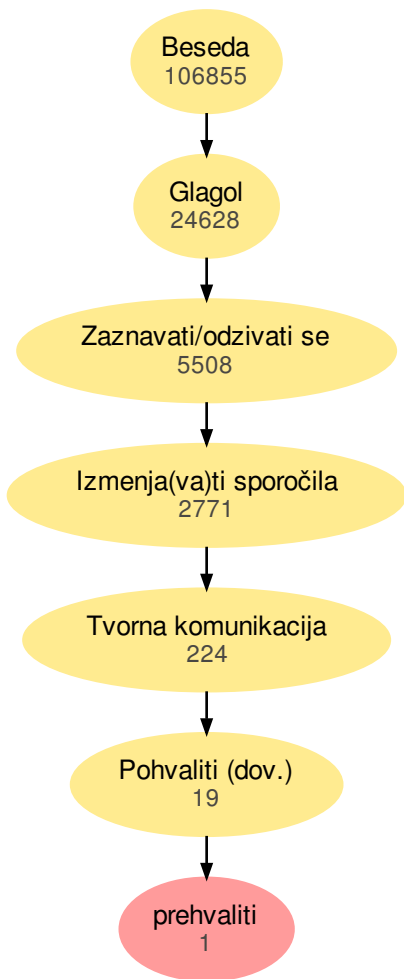 Beseda
106855
Glagol
24628
Zaznavati/odzivati se
5508
Izmenja(va)ti sporočila
2771
Tvorna komunikacija
224
Pohvaliti (dov.)
19
prehvaliti
1